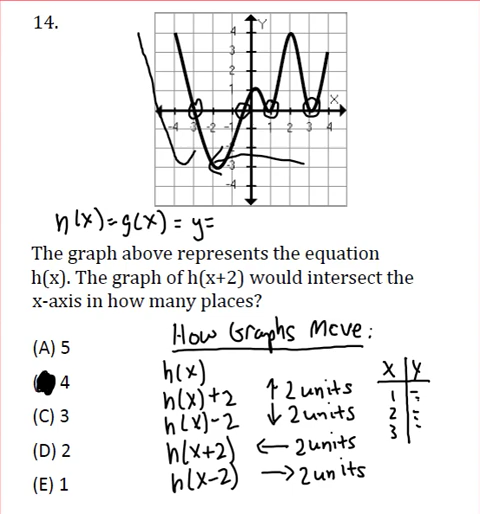 14.
Y
4
3
2
1
X
-4 -3 -2 -1 1 2 3 4
-3
-4
h(x)=g(x)=y=
The graph above represents the equation
h(x). The graph of h(x+2) would intersect the
x-axis in how many places?
How Graphs Move:
(A) 5
4
(C) 3
(D) 2
(E) 1
h(x)
h(x)+2 ↑ 2 units
h(x)-2 ↓ 2 units
h(x+2) ← 2 units
h(x-2) → 2 units
X Y
1 -
2 -
3 -